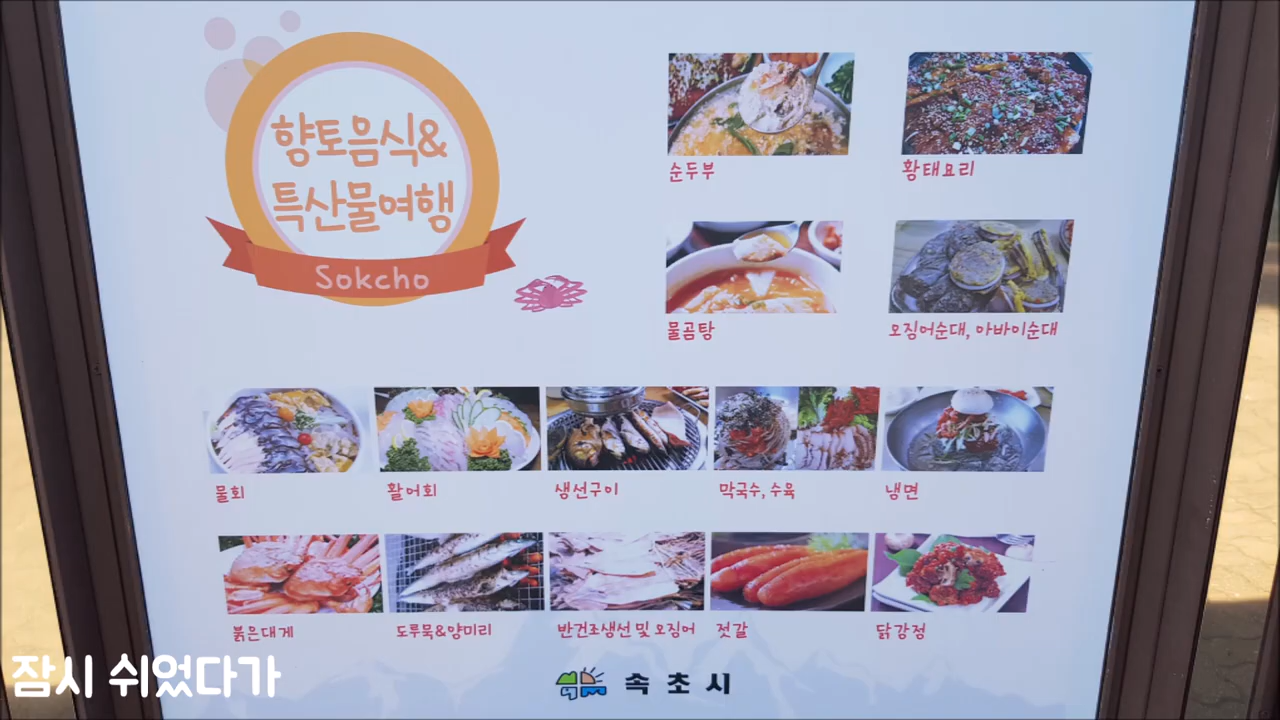 향토음식&
특산물여행
Sokcho
순두부
황태요리
물곰탕
오징어순대, 아바이순대
물회
활어회
생선구이
막국수, 수육
냉면
붉은대게
도루묵&양미리
반건조생선 및 오징어
젓갈
닭강정
속초시
잠시 쉬었다가